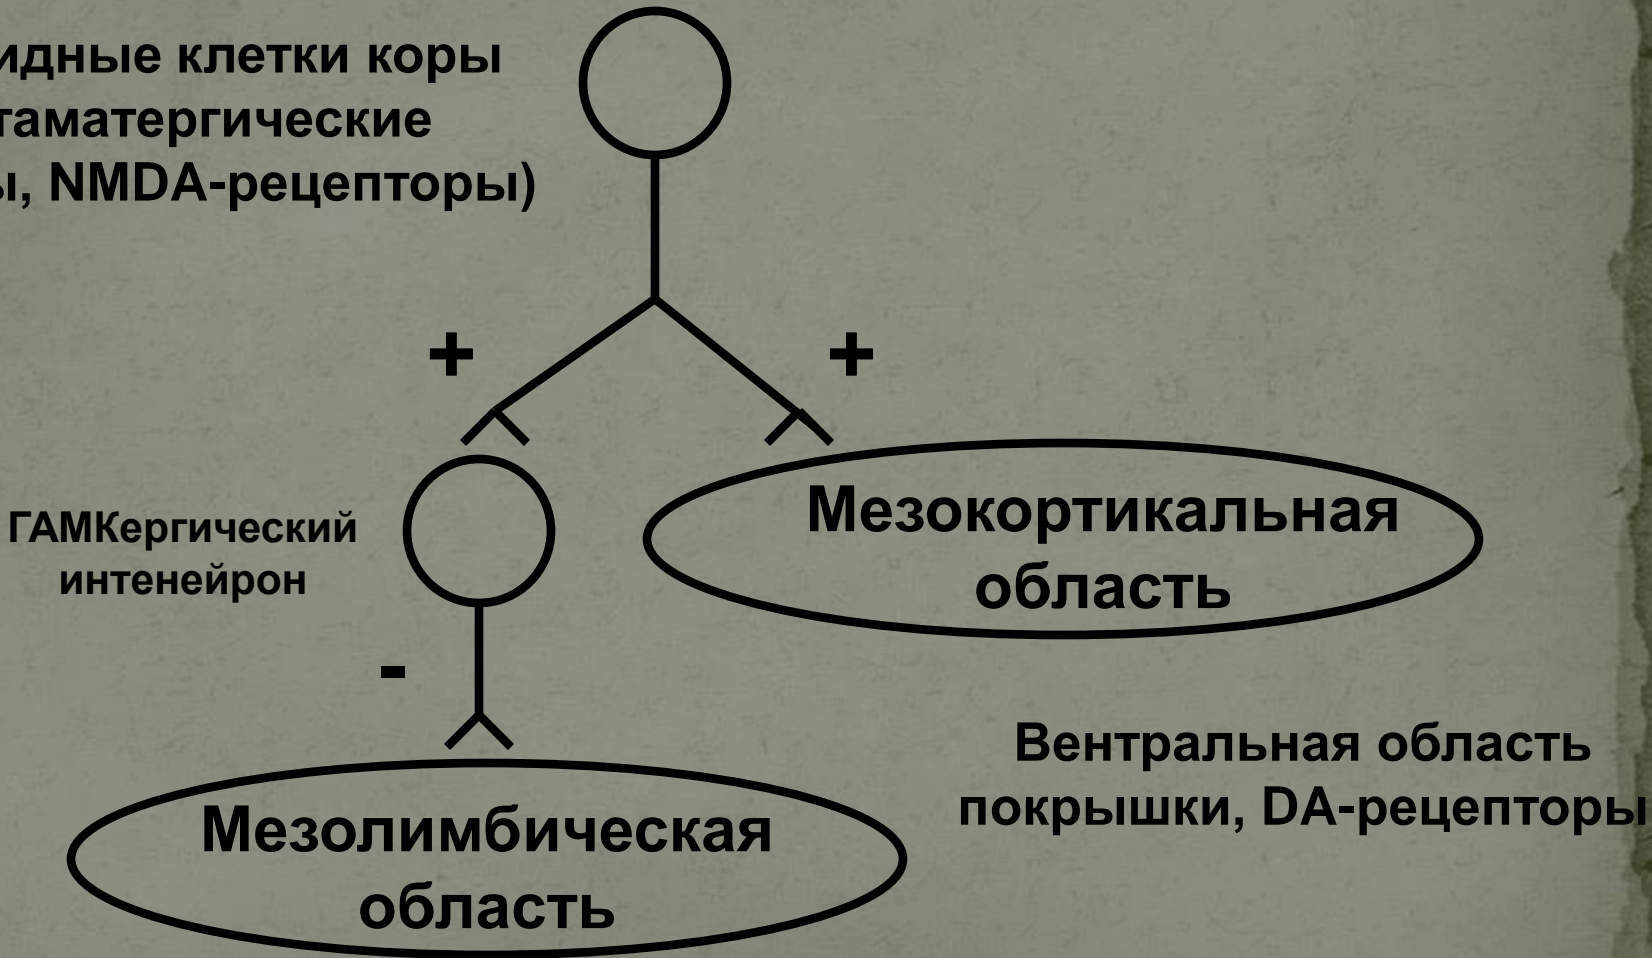 идные клетки коры
таматергические
ы, NMDA-рецепторы)
+
+
ГАМКергический
интенейрон
Мезокортикальная
область
-
Вентральная область
покрышки, DA-рецепторы
Мезолимбическая
область